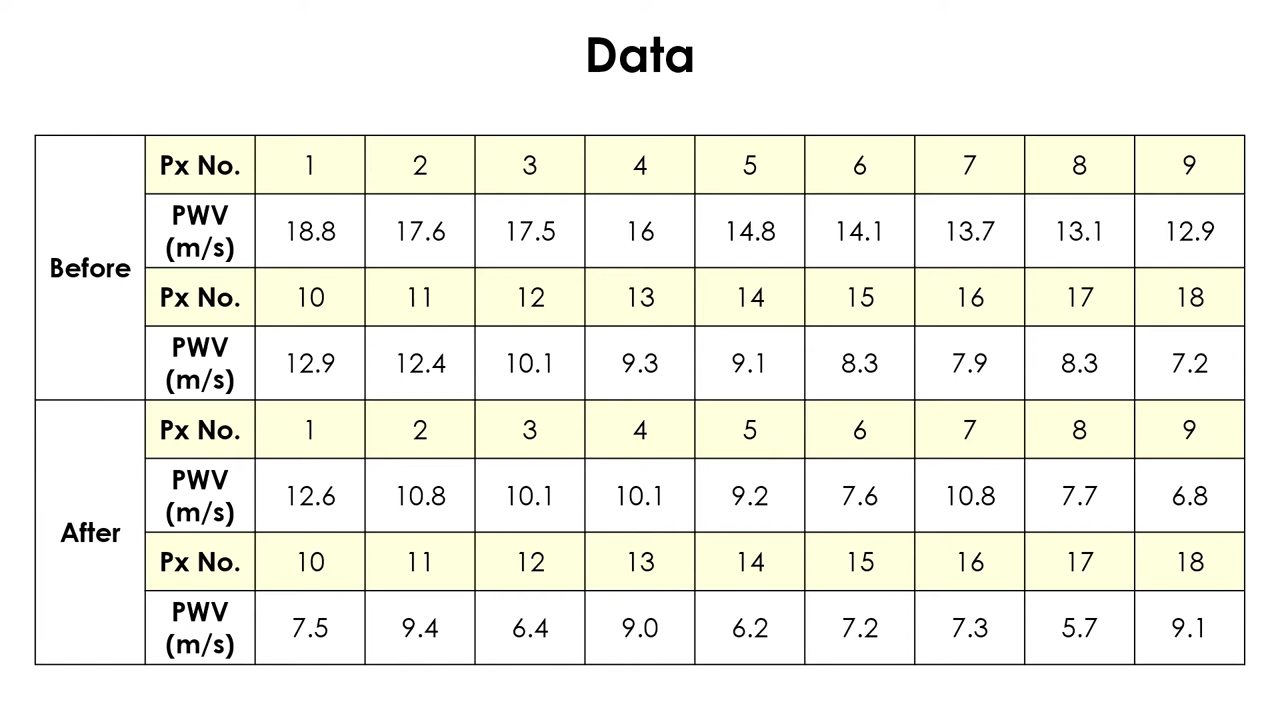 Data
Before
Px No. 1 2 3 4 5 6 7 8 9
PWV (m/s) 18.8 17.6 17.5 16 14.8 14.1 13.7 13.1 12.9
Px No. 10 11 12 13 14 15 16 17 18
PWV (m/s) 12.9 12.4 10.1 9.3 9.1 8.3 7.9 8.3 7.2
After
Px No. 1 2 3 4 5 6 7 8 9
PWV (m/s) 12.6 10.8 10.1 10.1 9.2 7.6 10.8 7.7 6.8
Px No. 10 11 12 13 14 15 16 17 18
PWV (m/s) 7.5 9.4 6.4 9.0 6.2 7.2 7.3 5.7 9.1